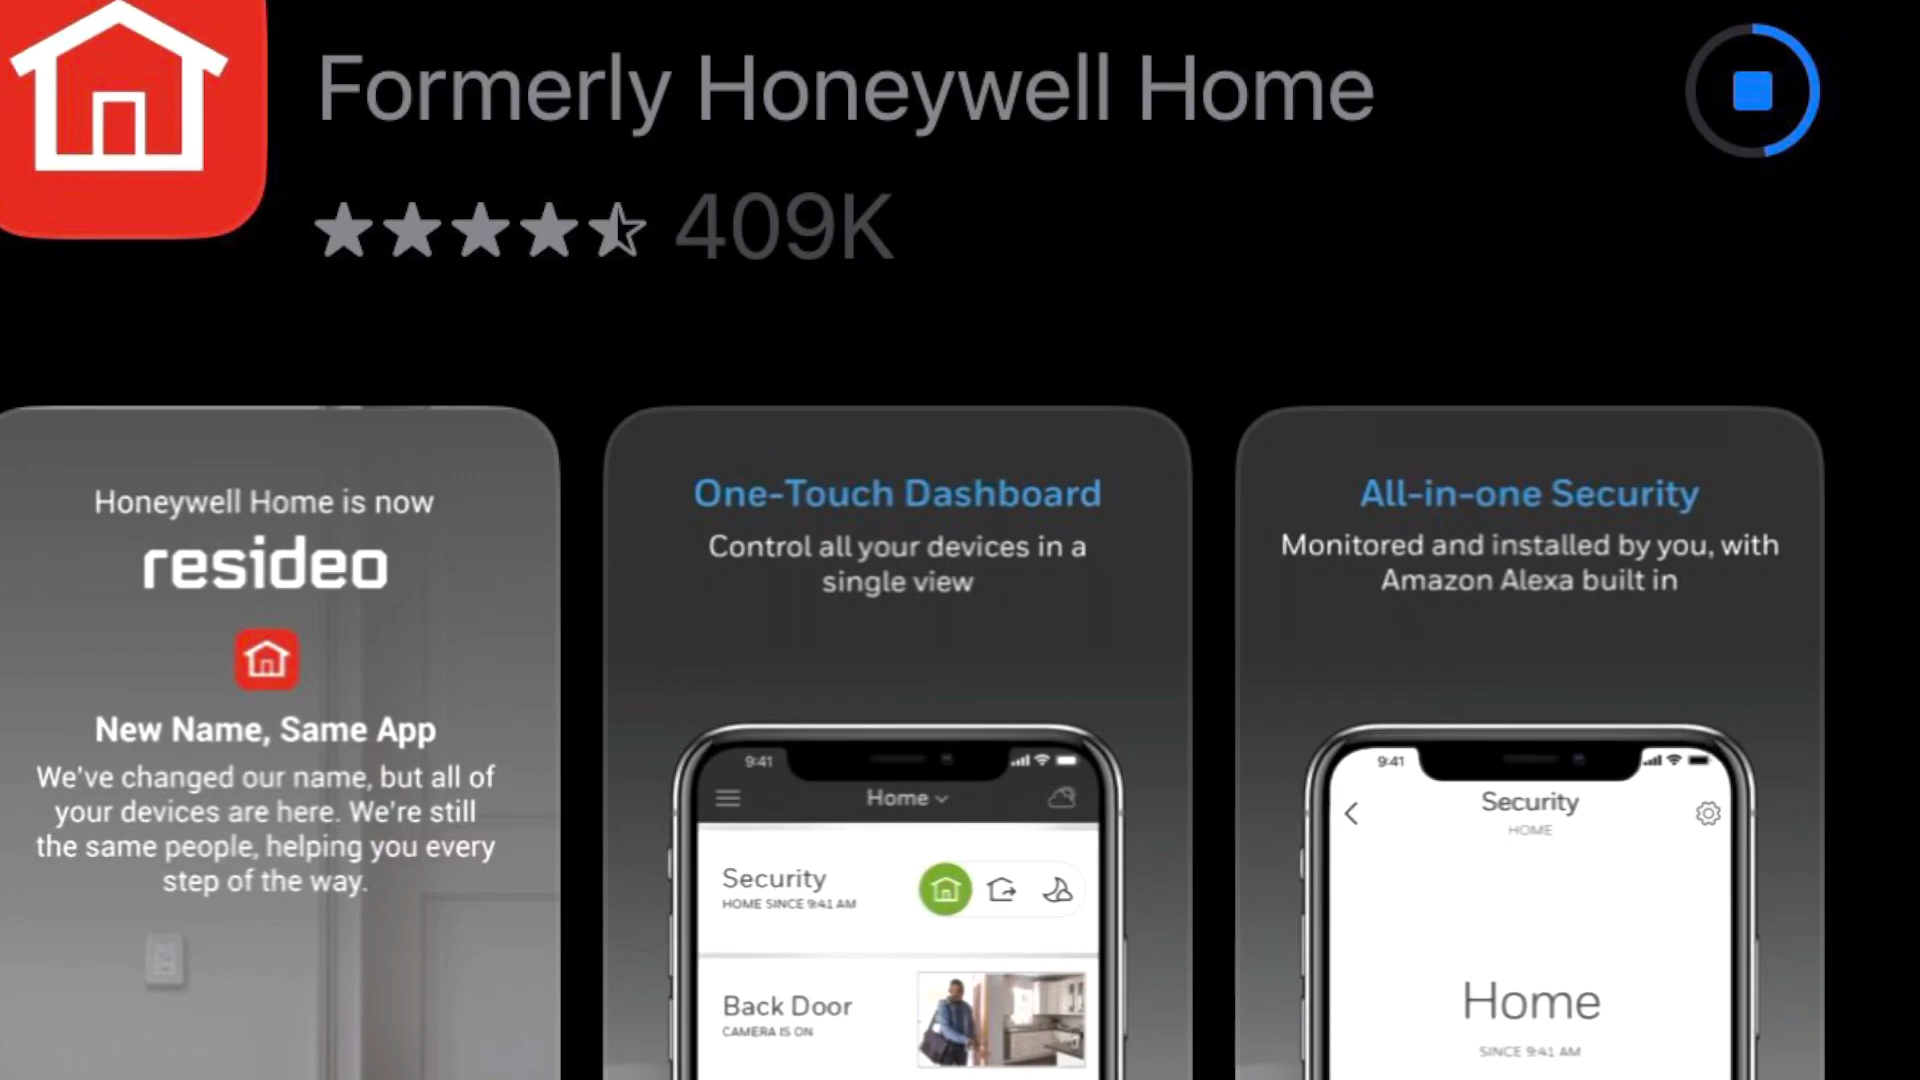 Formerly Honeywell Home
409K
Honeywell Home is now
resideo
New Name, Same App
We've changed our name, but all of
your devices are here. We're still
the same people, helping you every
step of the way.
One-Touch Dashboard
Control all your devices in a
single view
9:41
Home
Security
HOME SINCE 9:41 AM
Back Door
CAMERA IS ON
All-in-one Security
Monitored and installed by you, with
Amazon Alexa built in
9:41
Security
HOME
Home
SINCE 9:41 AM